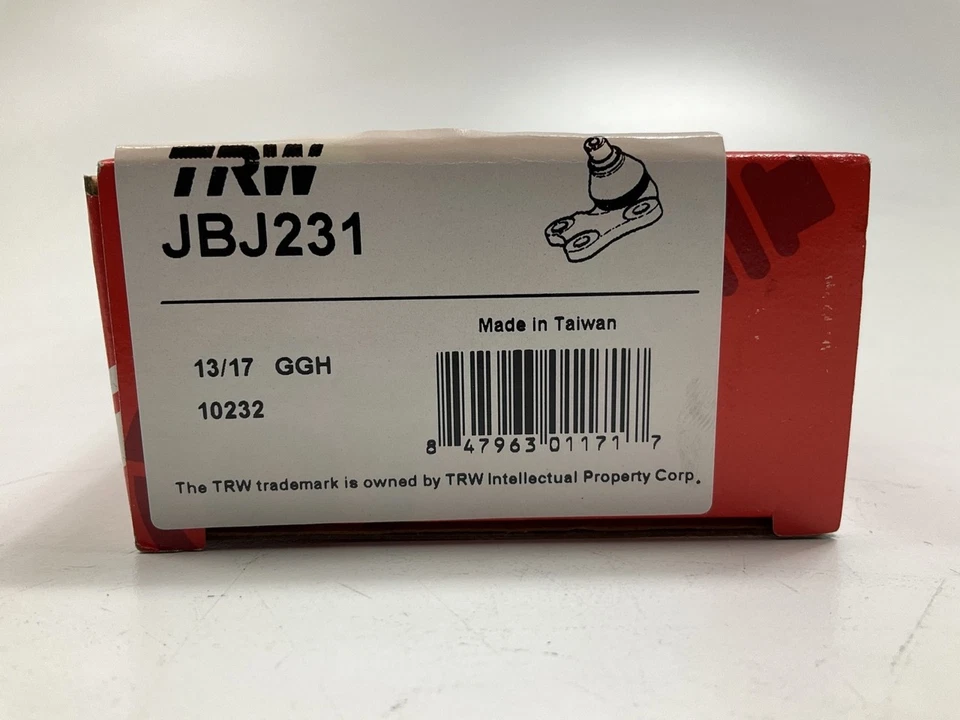 TRW
JBJ231
Made in Taiwan
13/17 GGH
10232
8 47963 01171 7
The TRW trademark is owned by TRW Intellectual Property Corp.